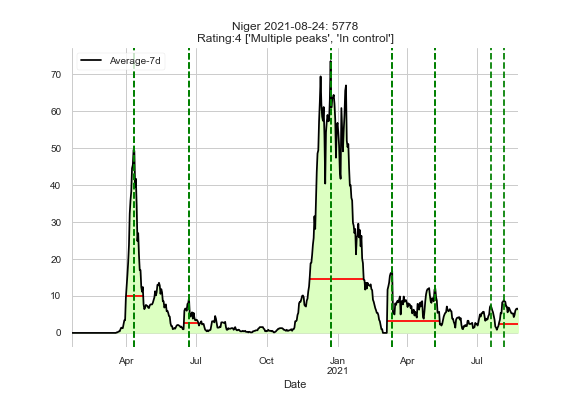 Niger 2021-08-24: 5778
Rating:4 ['Multiple peaks', 'In control']
Average-7d
70
60
50
40
30
20
10
0
Apr
Jul
Oct
Jan
2021
Apr
Jul
Date